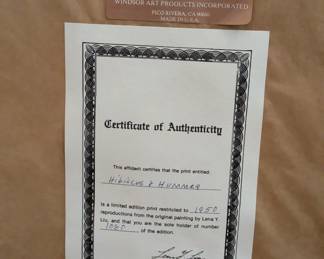 WINDSOR ART PRODUCTS INCORPORATED
PICO RIVERA, CA 90660
MADE IN U.S.A.
Certificate of Authenticity
This affidavit certifies that the print entitled:
Hibiscus & Hummer
is a limited edition print restricted to 1950
reproductions from the original painting by Lena Y.
Liu, and that you are the sole holder of number
1080 of the edition.